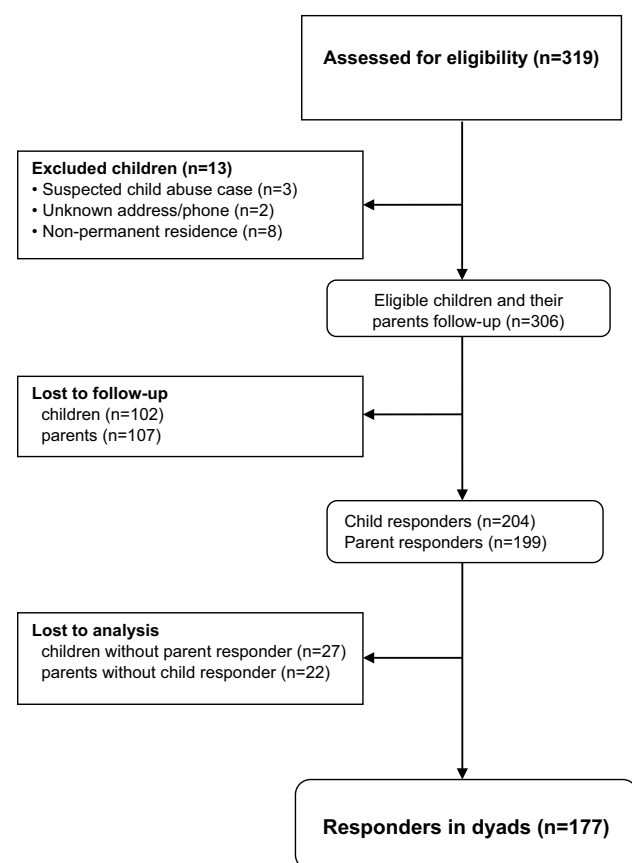 Assessed for eligibility (n=319)
Excluded children (n=13)
• Suspected child abuse case (n=3)
• Unknown address/phone (n=2)
• Non-permanent residence (n=8)
Eligible children and their
parents follow-up (n=306)
Lost to follow-up
children (n=102)
parents (n=107)
Child responders (n=204)
Parent responders (n=199)
Lost to analysis
children without parent responder (n=27)
parents without child responder (n=22)
Responders in dyads (n=177)